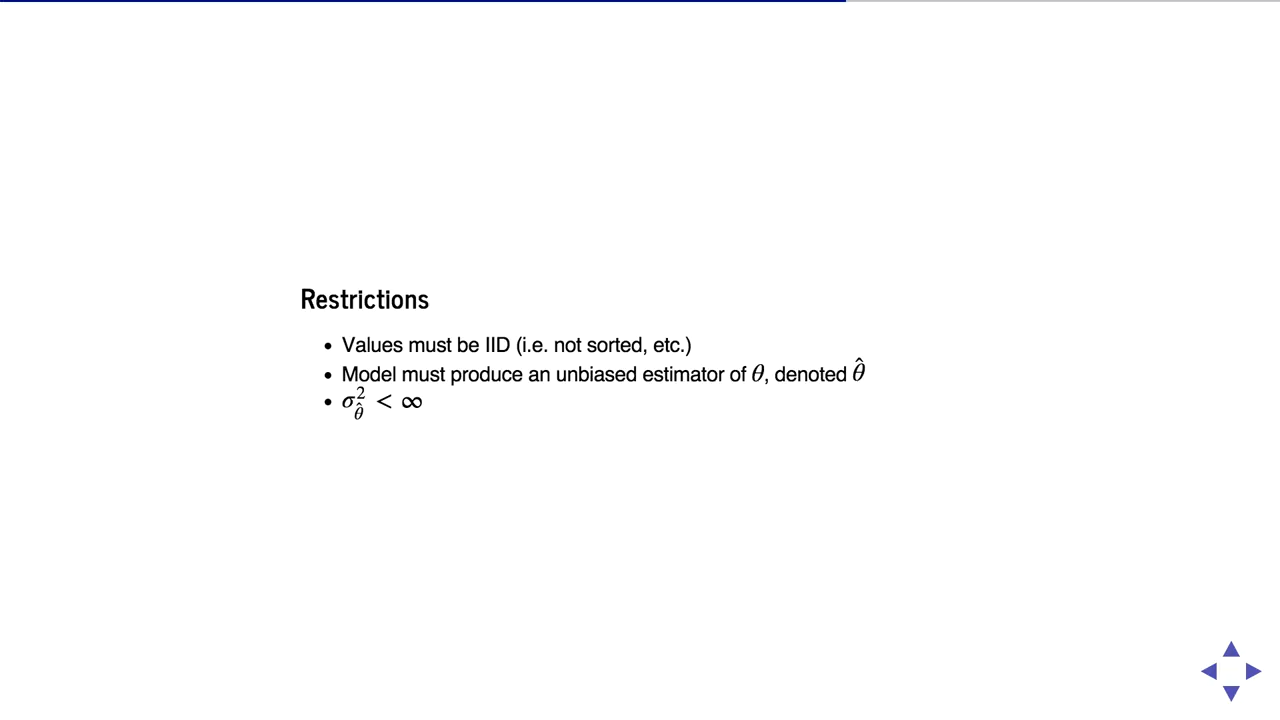 Restrictions
• Values must be IID (i.e. not sorted, etc.)
• Model must produce an unbiased estimator of θ, denoted θ̂
• σ²_θ̂ < ∞